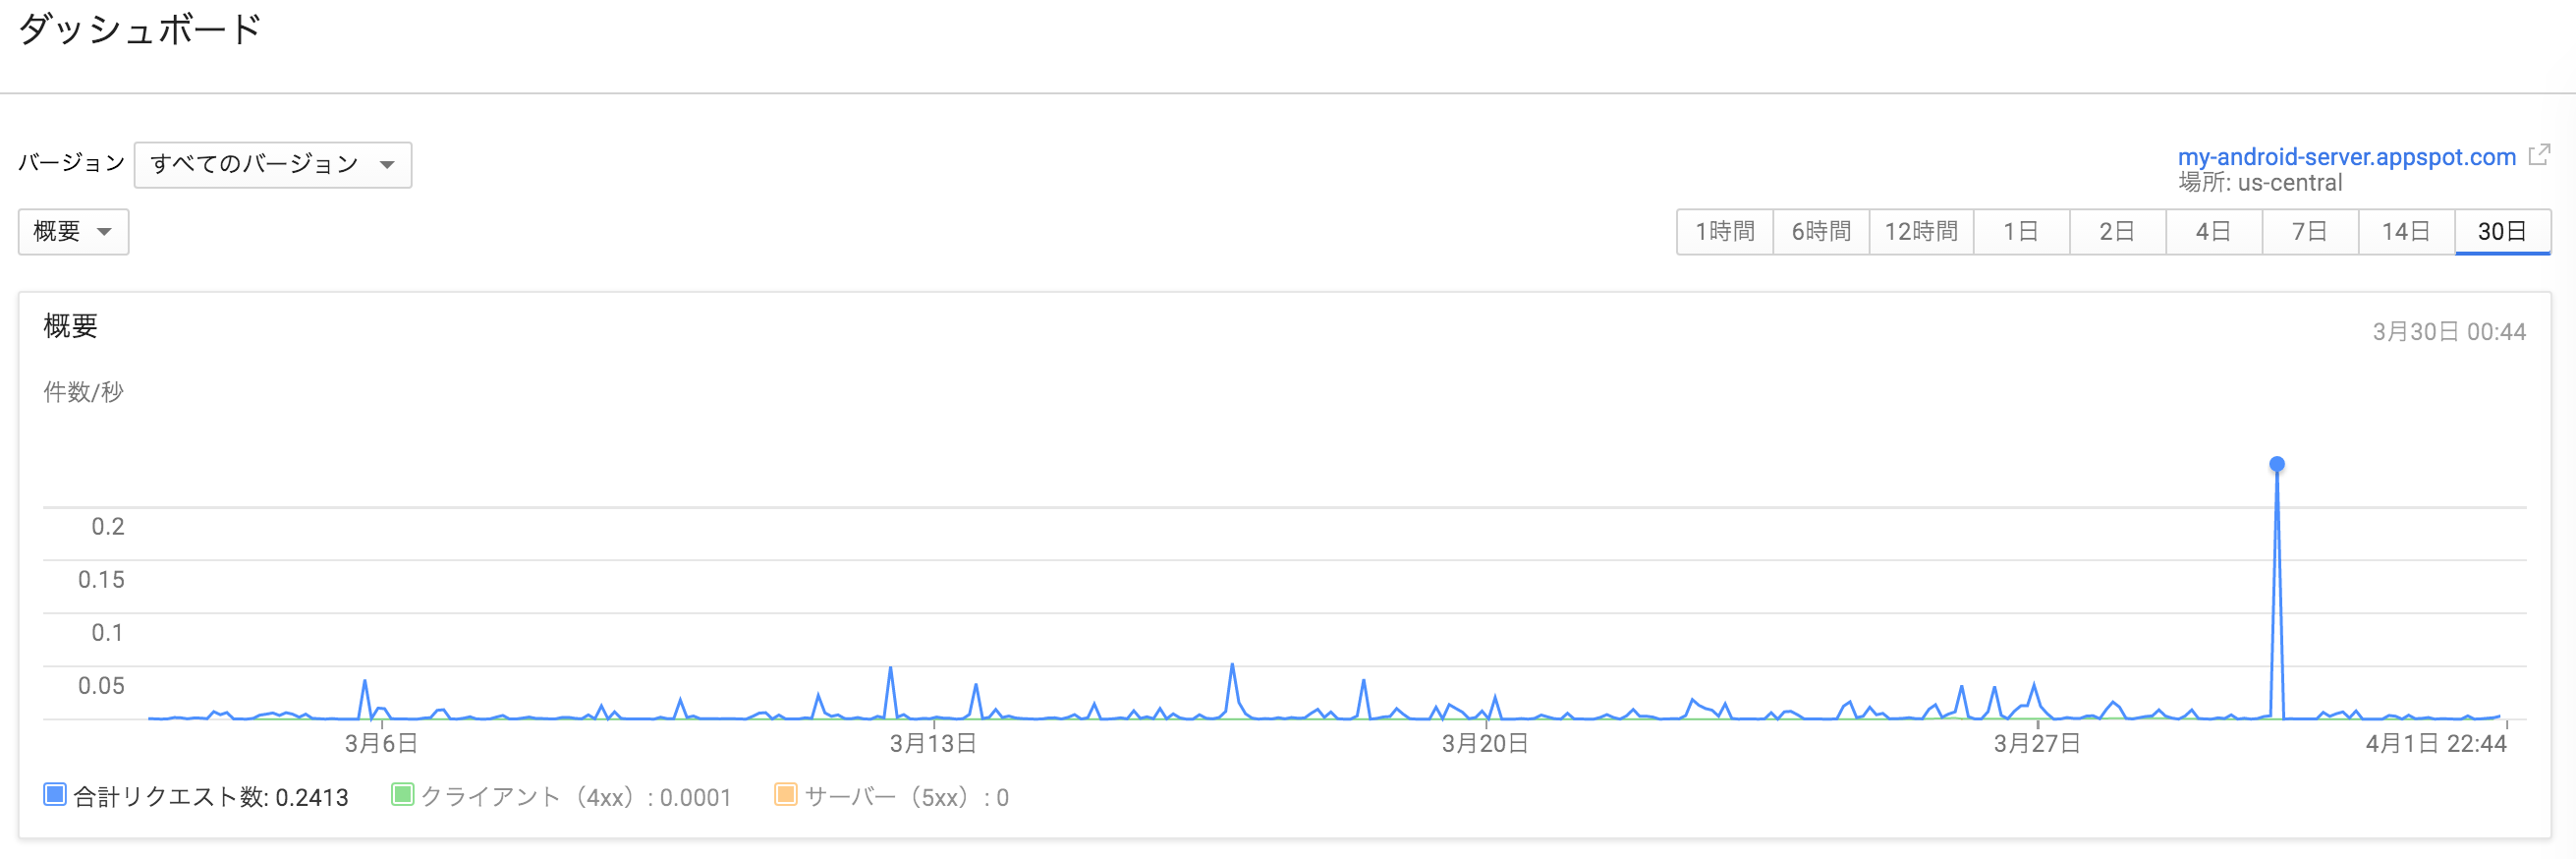 ダッシュボード
バージョン すべてのバージョン
my-android-server.appspot.com
場所: us-central
概要
1時間 6時間 12時間 1日 2日 4日 7日 14日 30日
概要
3月30日 00:44
件数/秒
0.2
0.15
0.1
0.05
3月6日 3月13日 3月20日 3月27日 4月1日 22:44
合計リクエスト数: 0.2413 クライアント（4xx）: 0.0001 サーバー（5xx）: 0